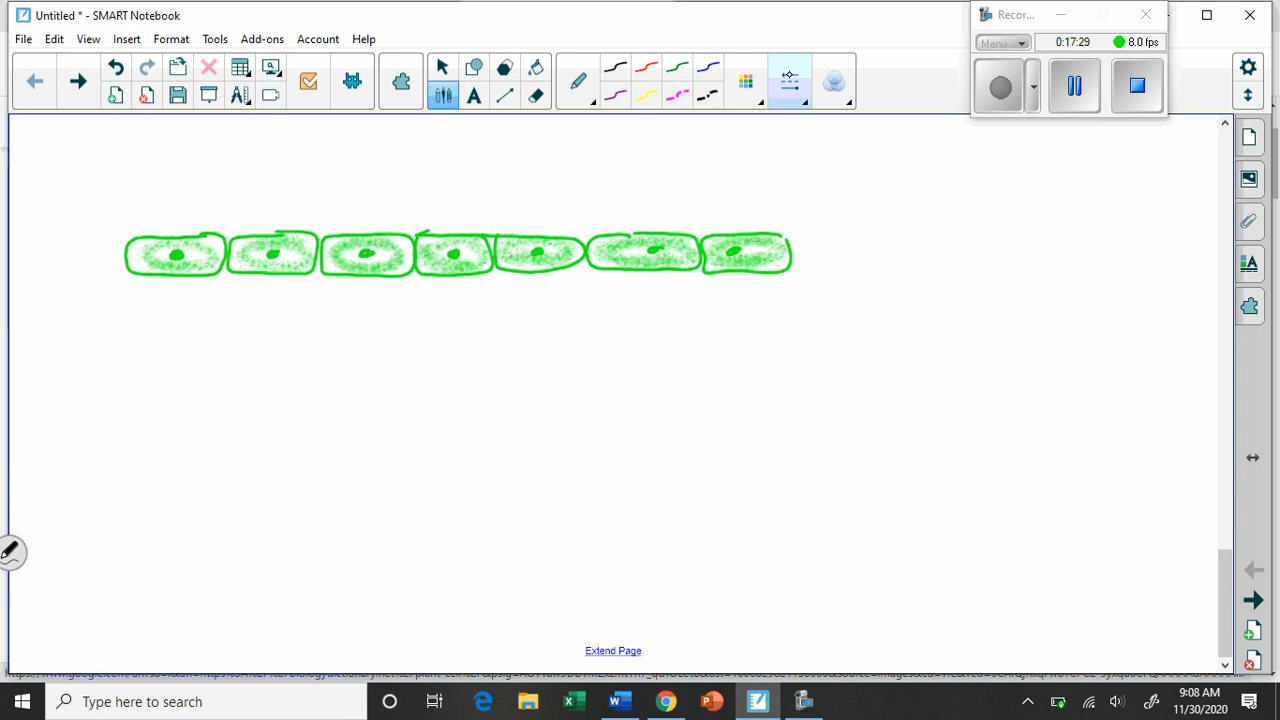 Untitled * - SMART Notebook
Recor...
File Edit View Insert Format Tools Add-ons Account Help
Menu
0:17:29
8.0 fps
Extend Page
Type here to search
9:08 AM
11/30/2020